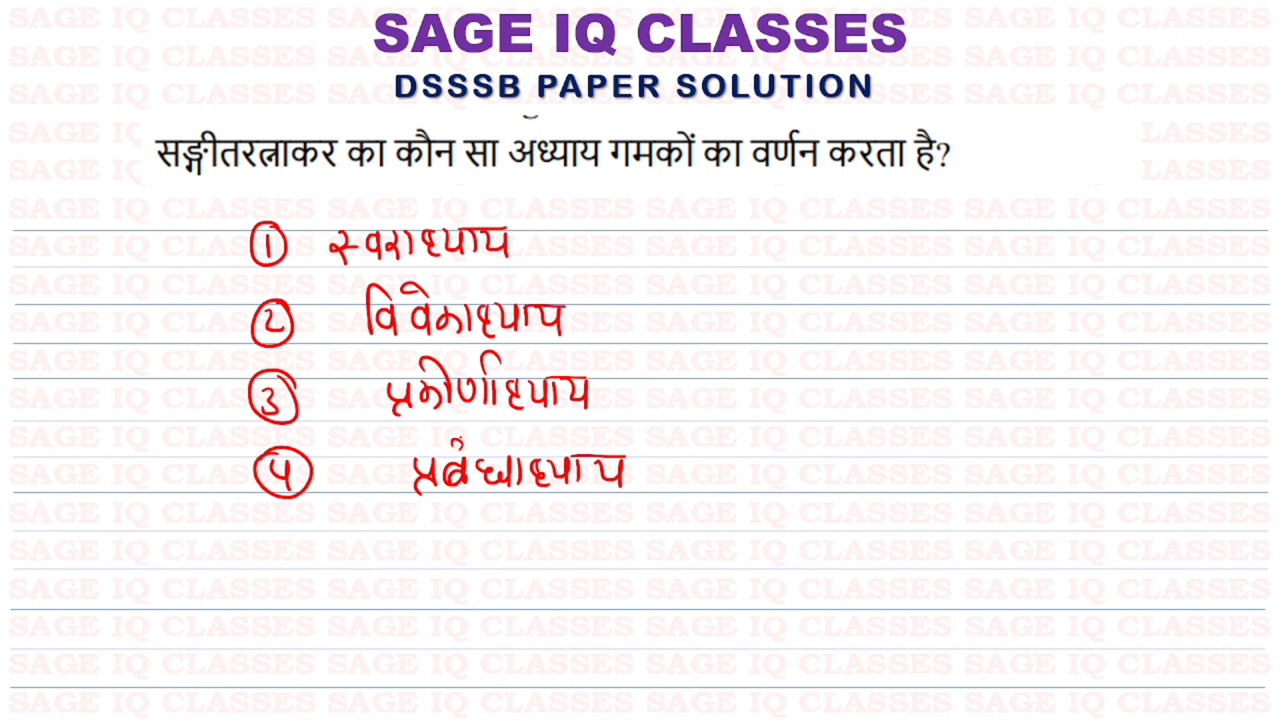 SAGE IQ CLASSES
DSSSB PAPER SOLUTION
सङ्गीतरत्नाकर का कौन सा अध्याय गमकों का वर्णन करता है?
① स्वराध्याय
② विवेकाध्याय
③ प्रकीर्णाध्याय
④ प्रबंधाध्याय